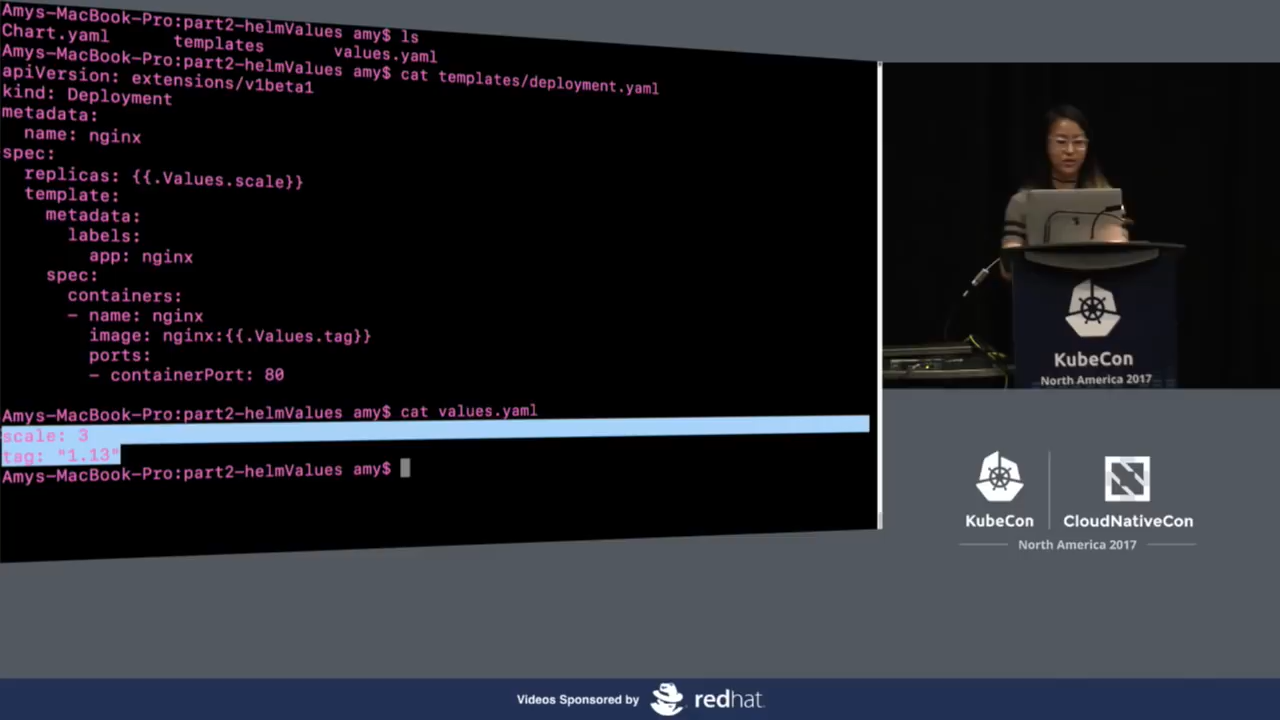 Amys-MacBook-Pro:part2-helmValues amy$ ls
Chart.yaml templates values.yaml
Amys-MacBook-Pro:part2-helmValues amy$ cat templates/deployment.yaml
apiVersion: extensions/v1beta1
kind: Deployment
metadata:
name: nginx
spec:
replicas: {{.Values.scale}}
template:
metadata:
labels:
app: nginx
spec:
containers:
- name: nginx
image: nginx:{{.Values.tag}}
ports:
- containerPort: 80
Amys-MacBook-Pro:part2-helmValues amy$ cat values.yaml
scale: 3
tag: "1.13"
Amys-MacBook-Pro:part2-helmValues amy$
KubeCon
North America 2017
KubeCon
CloudNativeCon
North America 2017
Videos Sponsored by redhat.